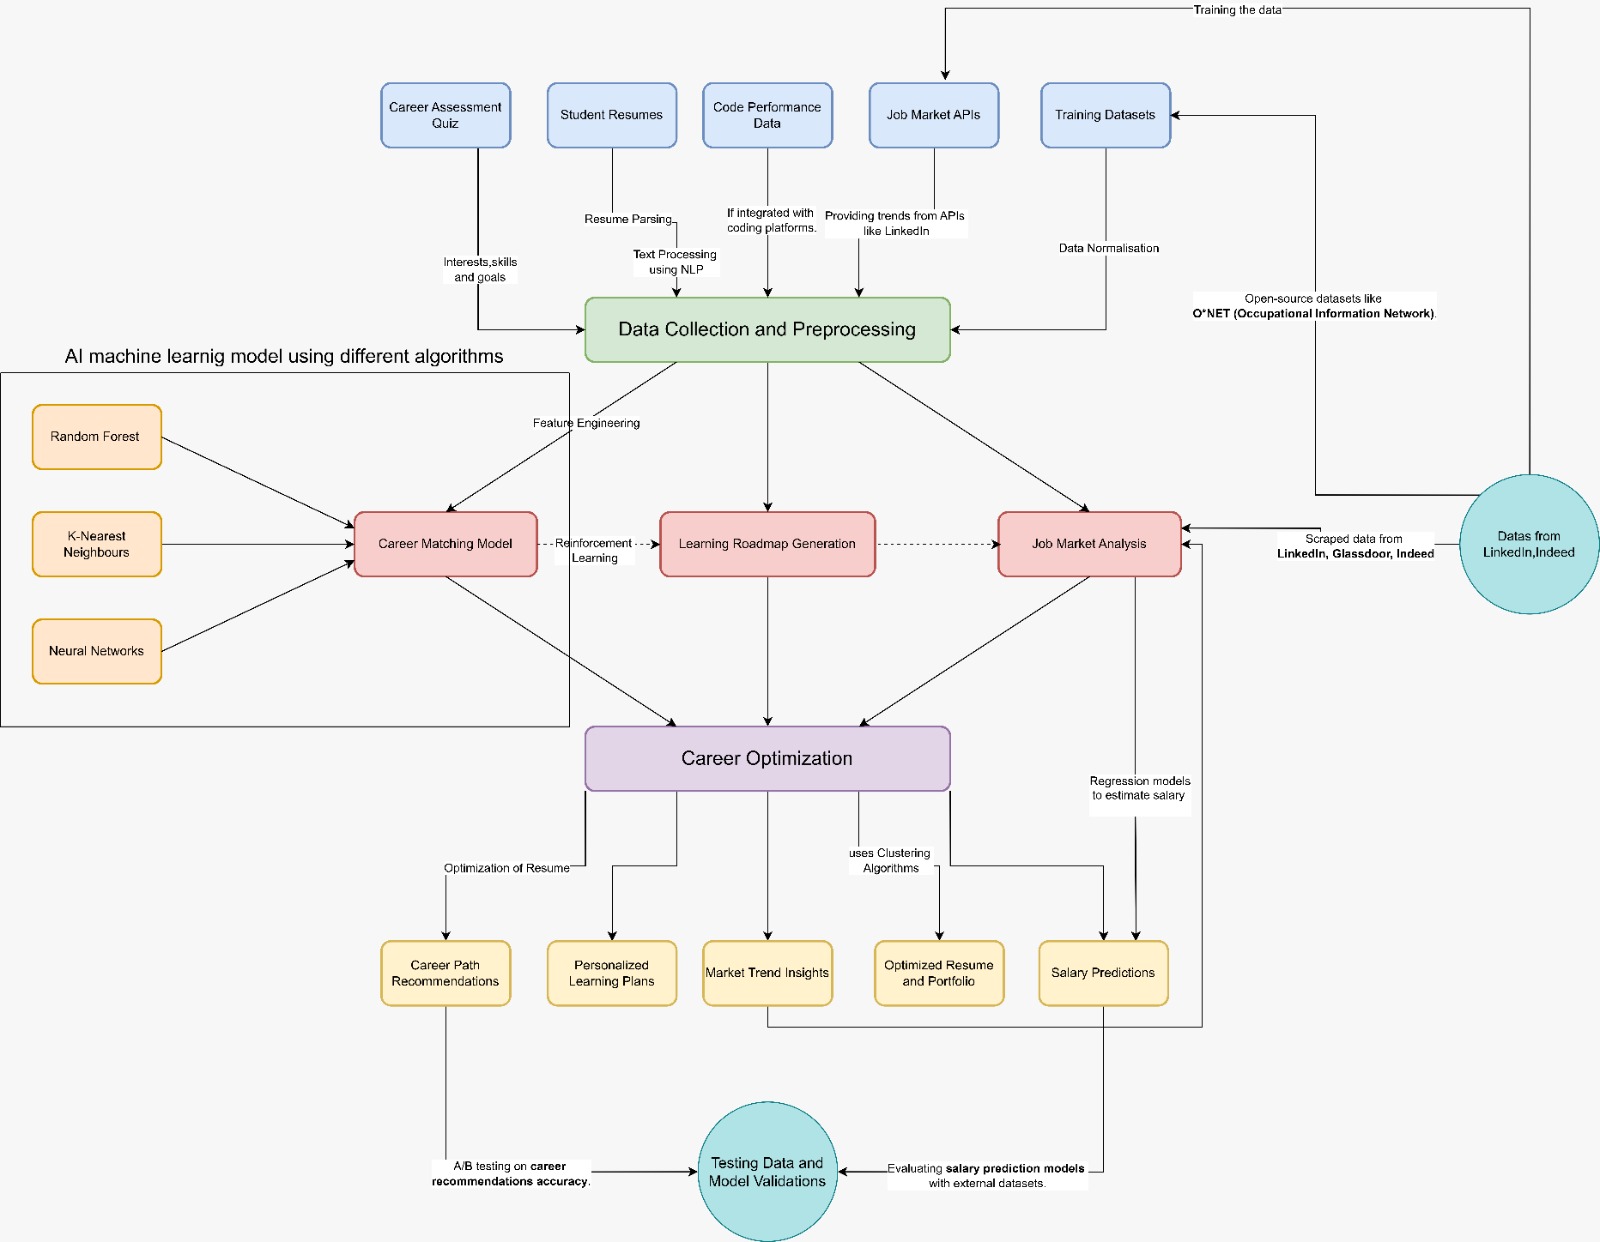 Training the data
Career Assessment
Quiz
Student Resumes
Code Performance
Data
Job Market APIs
Training Datasets
Resume Parsing
If integrated with
coding platforms.
Providing trends from APIs
like LinkedIn
Interests,skills
and goals
Text Processing
using NLP
Data Normalisation
Open-source datasets like
O*NET (Occupational Information Network).
Data Collection and Preprocessing
AI machine learnig model using different algorithms
Feature Engineering
Random Forest
K-Nearest
Neighbours
Neural Networks
Career Matching Model
Reinforcement
Learning
Learning Roadmap Generation
Job Market Analysis
Scraped data from
LinkedIn, Glassdoor, Indeed
Datas from
LinkedIn,Indeed
Career Optimization
Regression models
to estimate salary
Optimization of Resume
uses Clustering
Algorithms
Career Path
Recommendations
Personalized
Learning Plans
Market Trend Insights
Optimized Resume
and Portfolio
Salary Predictions
A/B testing on career
recommendations accuracy.
Testing Data and
Model Validations
Evaluating salary prediction models
with external datasets.